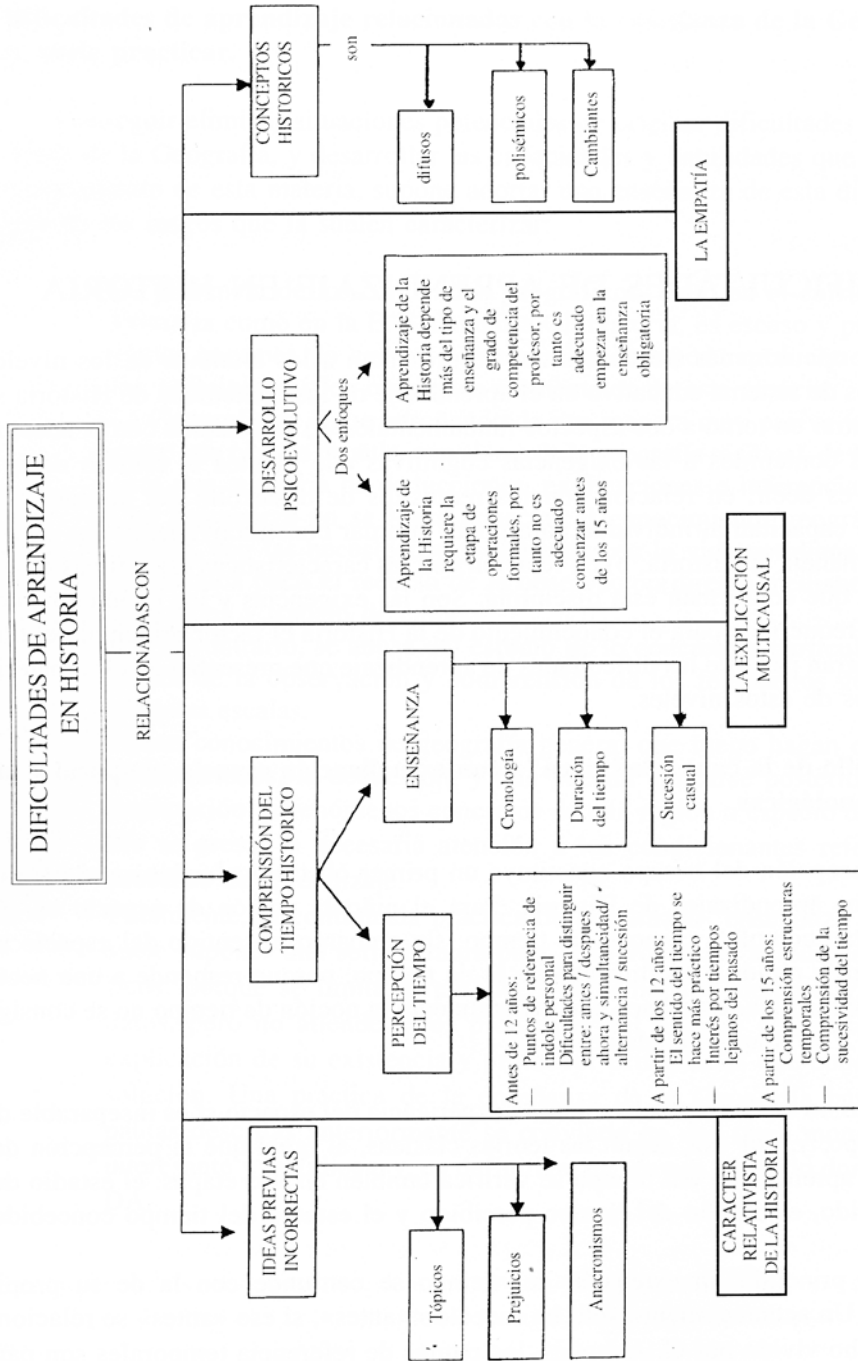 DIFICULTADES DE APRENDIZAJE
EN HISTORIA
RELACIONADAS CON
IDEAS PREVIAS
INCORRECTAS
Tópicos
Prejuicios
Anacronismos
CARACTER
RELATIVISTA
DE LA HISTORIA
COMPRENSIÓN DEL
TIEMPO HISTORICO
PERCEPCIÓN
DEL TIEMPO
Antes de 12 años:
— Puntos de referencia de
índole personal
— Dificultades para distinguir
entre: antes / despues
ahora y simultaneidad/
alternancia / sucesión
A partir de los 12 años:
— El sentido del tiempo se
hace más práctico
— Interés por tiempos
lejanos del pasado
A partir de los 15 años:
— Comprensión estructuras
temporales
— Comprensión de la
sucesividad del tiempo
ENSEÑANZA
Cronología
Duración
del tiempo
Sucesión
casual
LA EXPLICACIÓN
MULTICAUSAL
DESARROLLO
PSICOEVOLUTIVO
Dos enfoques
Aprendizaje de
la Historia
requiere la
etapa de
operaciones
formales, por
tanto no es
adecuado
comenzar antes
de los 15 años
Aprendizaje de la
Historia depende
más del tipo de
enseñanza y el
grado de
competencia del
profesor, por
tanto es
adecuado
empezar en la
enseñanza
obligatoria
LA EMPATÍA
CONCEPTOS
HISTORICOS
son
difusos
polisémicos
Cambiantes